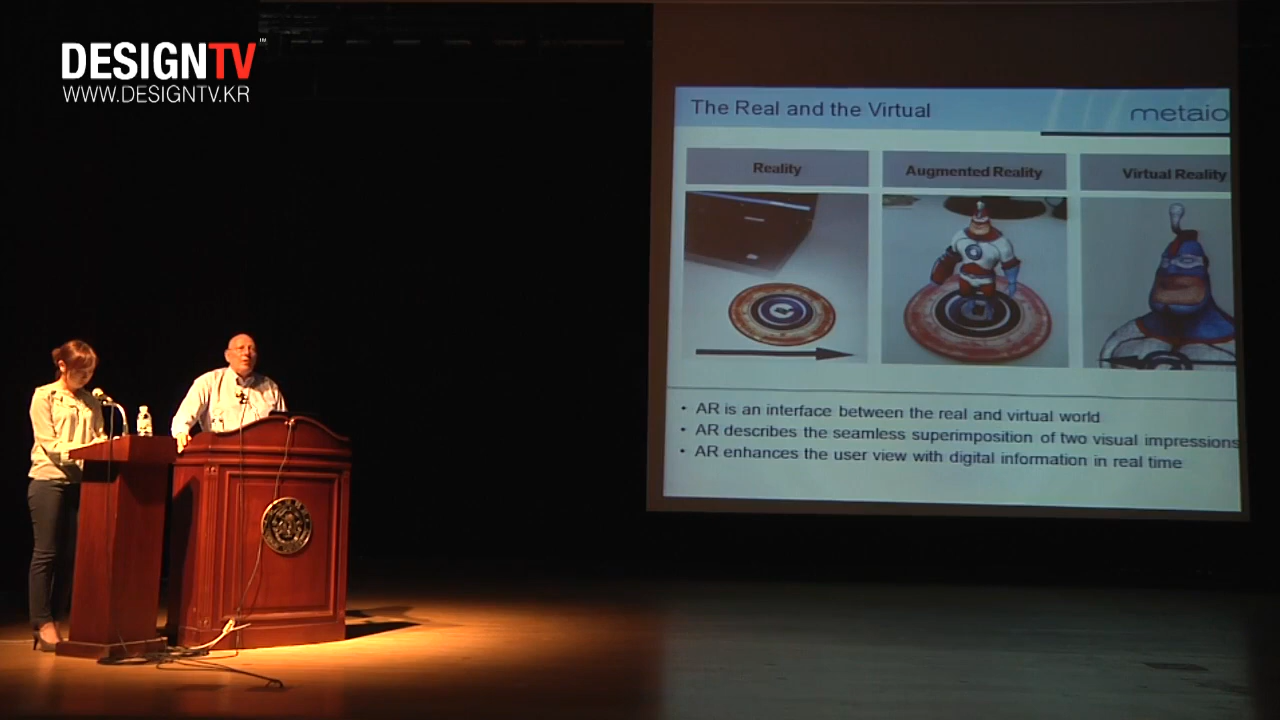 DESIGNTV™
WWW.DESIGNTV.KR
The Real and the Virtual
metaio
Reality
Augmented Reality
Virtual Reality
• AR is an interface between the real and virtual world
• AR describes the seamless superimposition of two visual impressions
• AR enhances the user view with digital information in real time